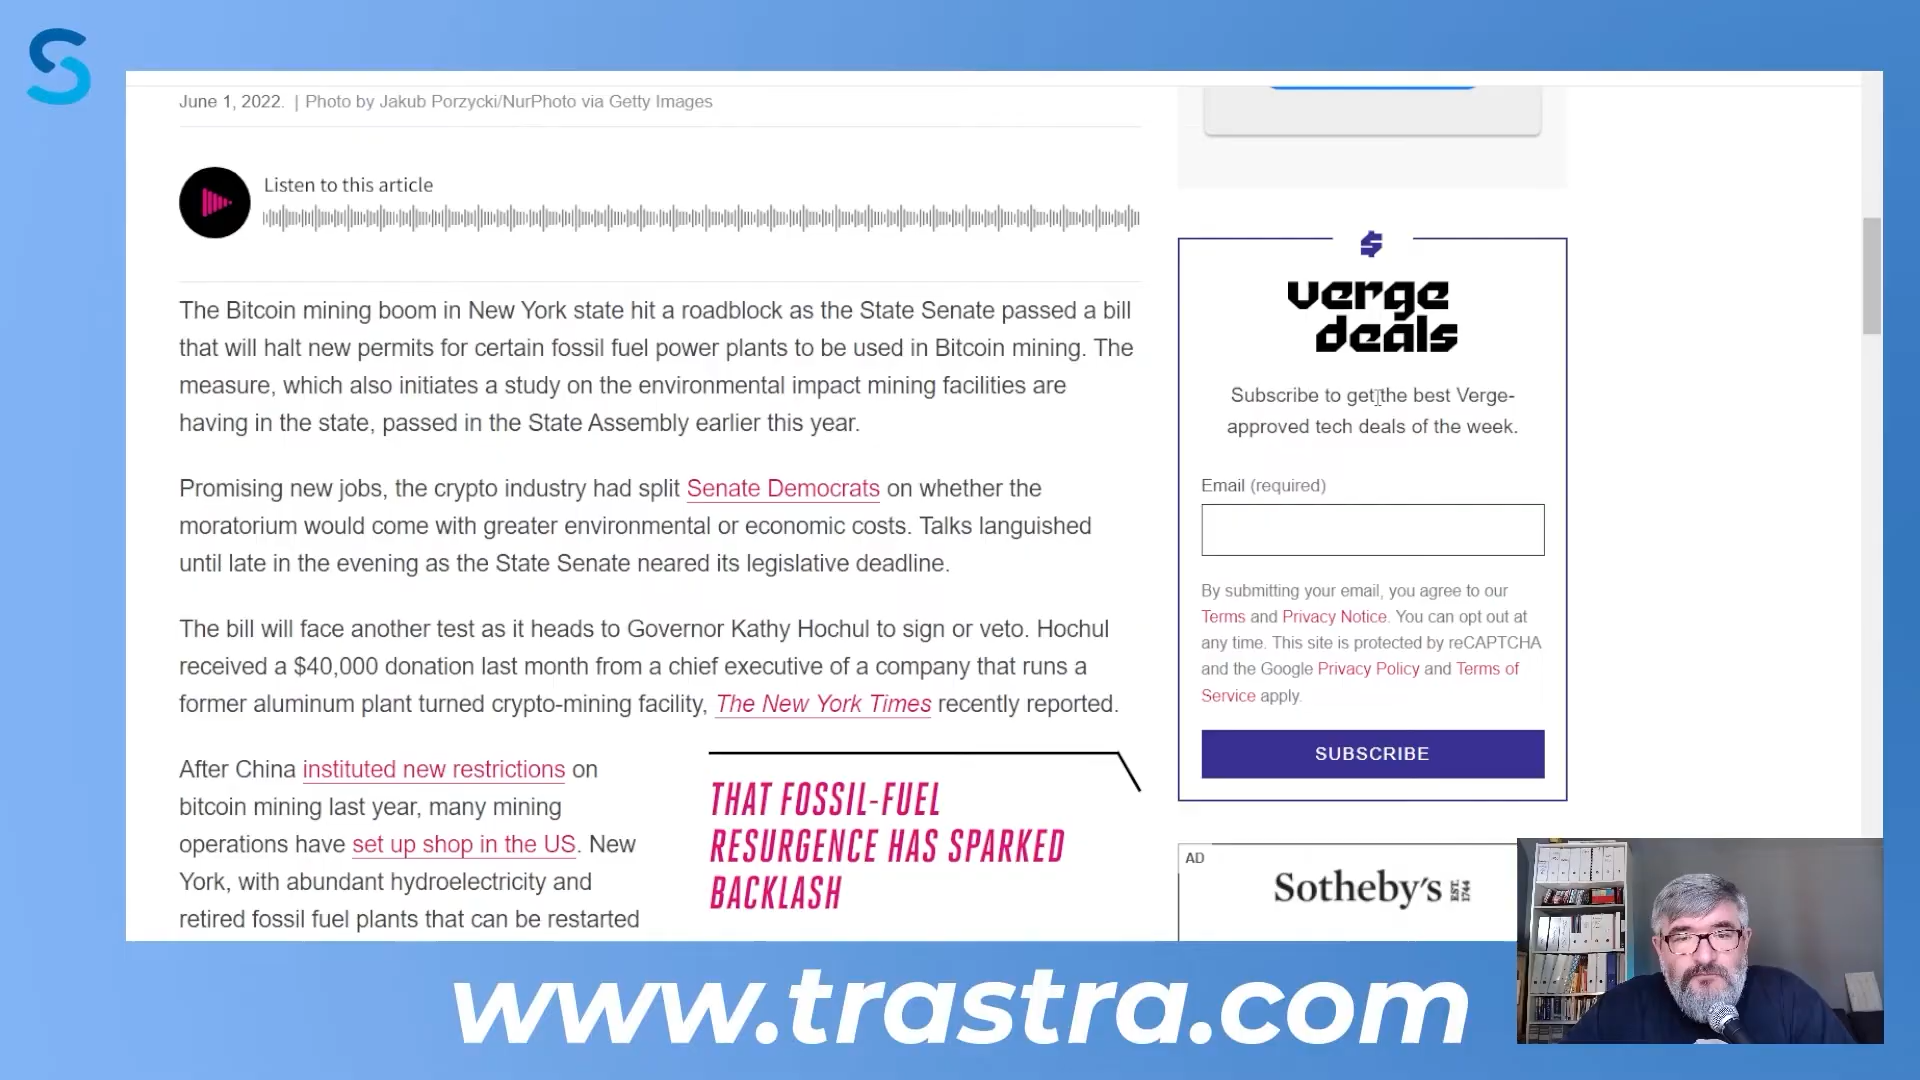 June 1, 2022. | Photo by Jakub Porzycki/NurPhoto via Getty Images
Listen to this article
The Bitcoin mining boom in New York state hit a roadblock as the State Senate passed a bill
that will halt new permits for certain fossil fuel power plants to be used in Bitcoin mining. The
measure, which also initiates a study on the environmental impact mining facilities are
having in the state, passed in the State Assembly earlier this year.
Promising new jobs, the crypto industry had split Senate Democrats on whether the
moratorium would come with greater environmental or economic costs. Talks languished
until late in the evening as the State Senate neared its legislative deadline.
The bill will face another test as it heads to Governor Kathy Hochul to sign or veto. Hochul
received a $40,000 donation last month from a chief executive of a company that runs a
former aluminum plant turned crypto-mining facility, The New York Times recently reported.
After China instituted new restrictions on
bitcoin mining last year, many mining
operations have set up shop in the US. New
York, with abundant hydroelectricity and
retired fossil fuel plants that can be restarted
THAT FOSSIL-FUEL
RESURGENCE HAS SPARKED
BACKLASH
verge
deals
Subscribe to get the best Verge-
approved tech deals of the week.
Email (required)
By submitting your email, you agree to our
Terms and Privacy Notice. You can opt out at
any time. This site is protected by reCAPTCHA
and the Google Privacy Policy and Terms of
Service apply.
SUBSCRIBE
AD
Sotheby's EST. 1744
www.trastra.com